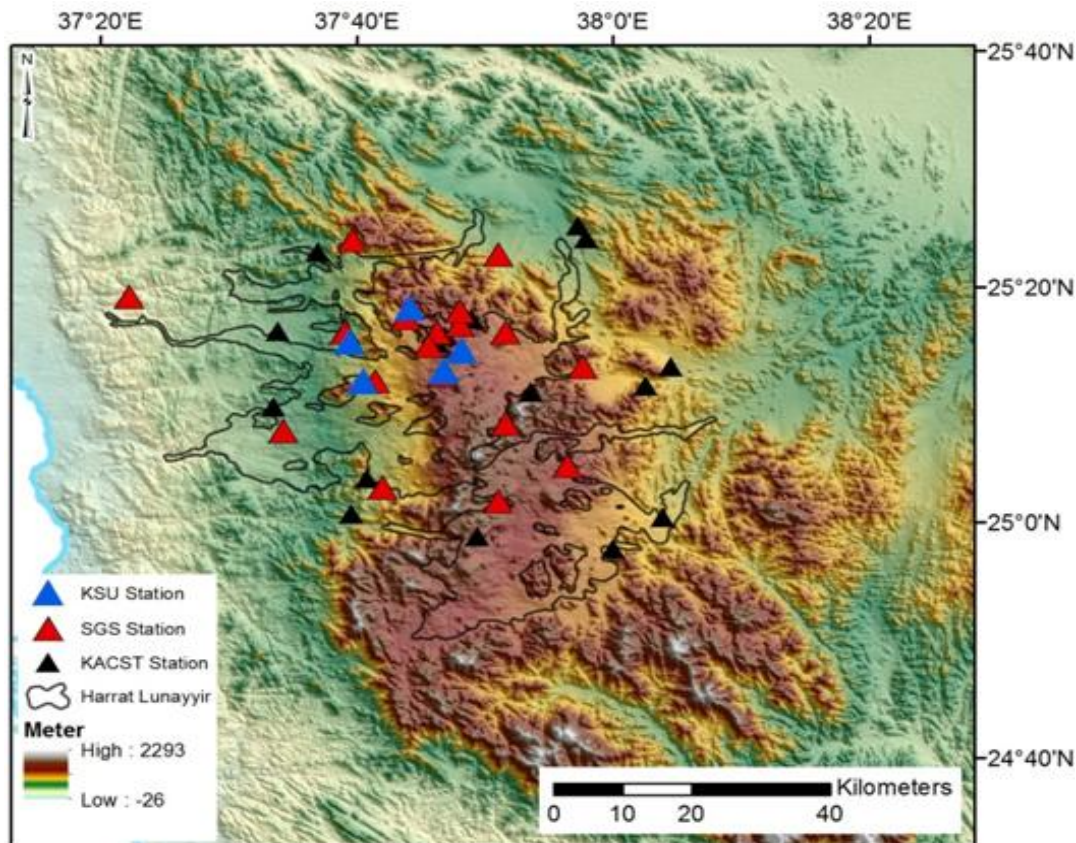 37°20'E 37°40'E 38°0'E 38°20'E
N
25°40'N
25°20'N
25°0'N
24°40'N
KSU Station
SGS Station
KACST Station
Harrat Lunayyir
Meter
High : 2293
Low : -26
Kilometers
0 10 20 40